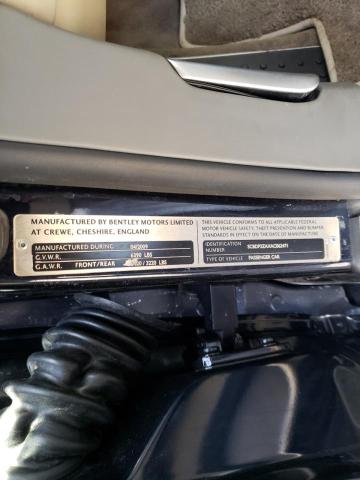 MANUFACTURED BY BENTLEY MOTORS LIMITED
AT CREWE, CHESHIRE, ENGLAND
MANUFACTURED DURING 04/2009
G.V.W.R. 6390 LBS
G.A.W.R. FRONT/REAR / 3220 LBS
THIS VEHICLE CONFORMS TO ALL APPLICABLE FEDERAL
MOTOR VEHICLE SAFETY, THEFT PREVENTION AND BUMPER
STANDARDS IN EFFECT ON THE DATE OF MANUFACTURE
IDENTIFICATION
NUMBER
TYPE OF VEHICLE PASSENGER CAR